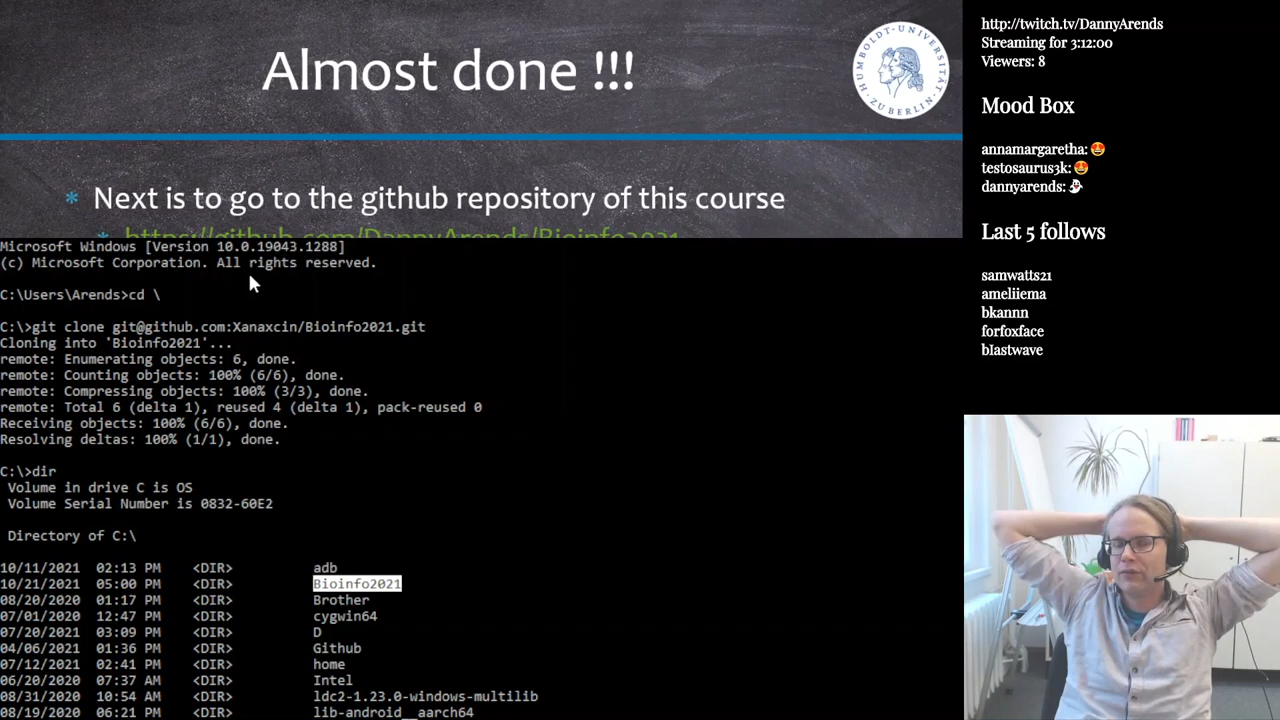 Almost done !!!
HUMBOLDT-UNIVERSITÄT
ZU BERLIN
* Next is to go to the github repository of this course
* https://github.com/DannyArends/Bioinfo2021
Microsoft Windows [Version 10.0.19043.1288]
(c) Microsoft Corporation. All rights reserved.
C:\Users\Arends>cd \
C:\>git clone git@github.com:Xanaxcin/Bioinfo2021.git
Cloning into 'Bioinfo2021'...
remote: Enumerating objects: 6, done.
remote: Counting objects: 100% (6/6), done.
remote: Compressing objects: 100% (3/3), done.
remote: Total 6 (delta 1), reused 4 (delta 1), pack-reused 0
Receiving objects: 100% (6/6), done.
Resolving deltas: 100% (1/1), done.
C:\>dir
Volume in drive C is OS
Volume Serial Number is 0832-60E2
Directory of C:\
10/11/2021 02:13 PM <DIR> adb
10/21/2021 05:00 PM <DIR> Bioinfo2021
08/20/2020 01:17 PM <DIR> Brother
07/01/2020 12:47 PM <DIR> cygwin64
07/20/2021 03:09 PM <DIR> D
04/06/2021 01:36 PM <DIR> Github
07/12/2021 02:41 PM <DIR> home
06/20/2020 07:37 AM <DIR> Intel
08/31/2020 10:54 AM <DIR> ldc2-1.23.0-windows-multilib
08/19/2020 06:21 PM <DIR> lib-android__aarch64
http://twitch.tv/DannyArends
Streaming for 3:12:00
Viewers: 8
Mood Box
annamargaretha: 🤩
testosaurus3k: 🤩
dannyarends: 👻
Last 5 follows
samwatts21
ameliiema
bkannn
forfoxface
blastwave